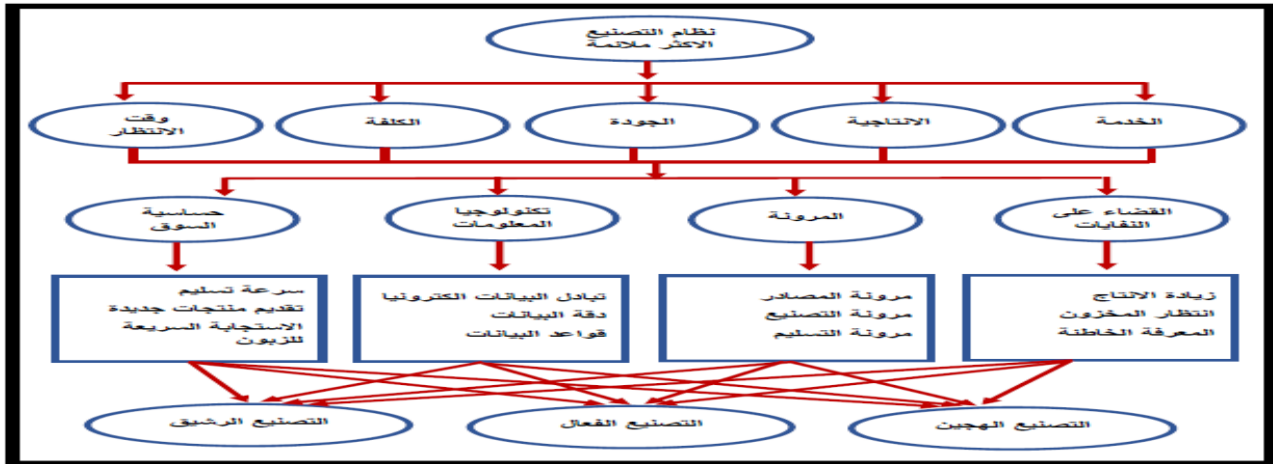 نظام التصنيع
الاكثر ملائمة
الخدمة
الانتاجية
الجودة
الكلفة
وقت
الانتظار
القضاء على
النفايات
المرونة
تكنولوجيا
المعلومات
حساسية
السوق
زيادة الانتاج
انتظار المخزون
المعرفة الخاطئة
مرونة المصادر
مرونة التصنيع
مرونة التسليم
تبادل البيانات الكترونيا
دقة البيانات
قواعد البيانات
سرعة تسليم
تقديم منتجات جديدة
الاستجابة السريعة
للزبون
التصنيع الهجين
التصنيع الفعال
التصنيع الرشيق